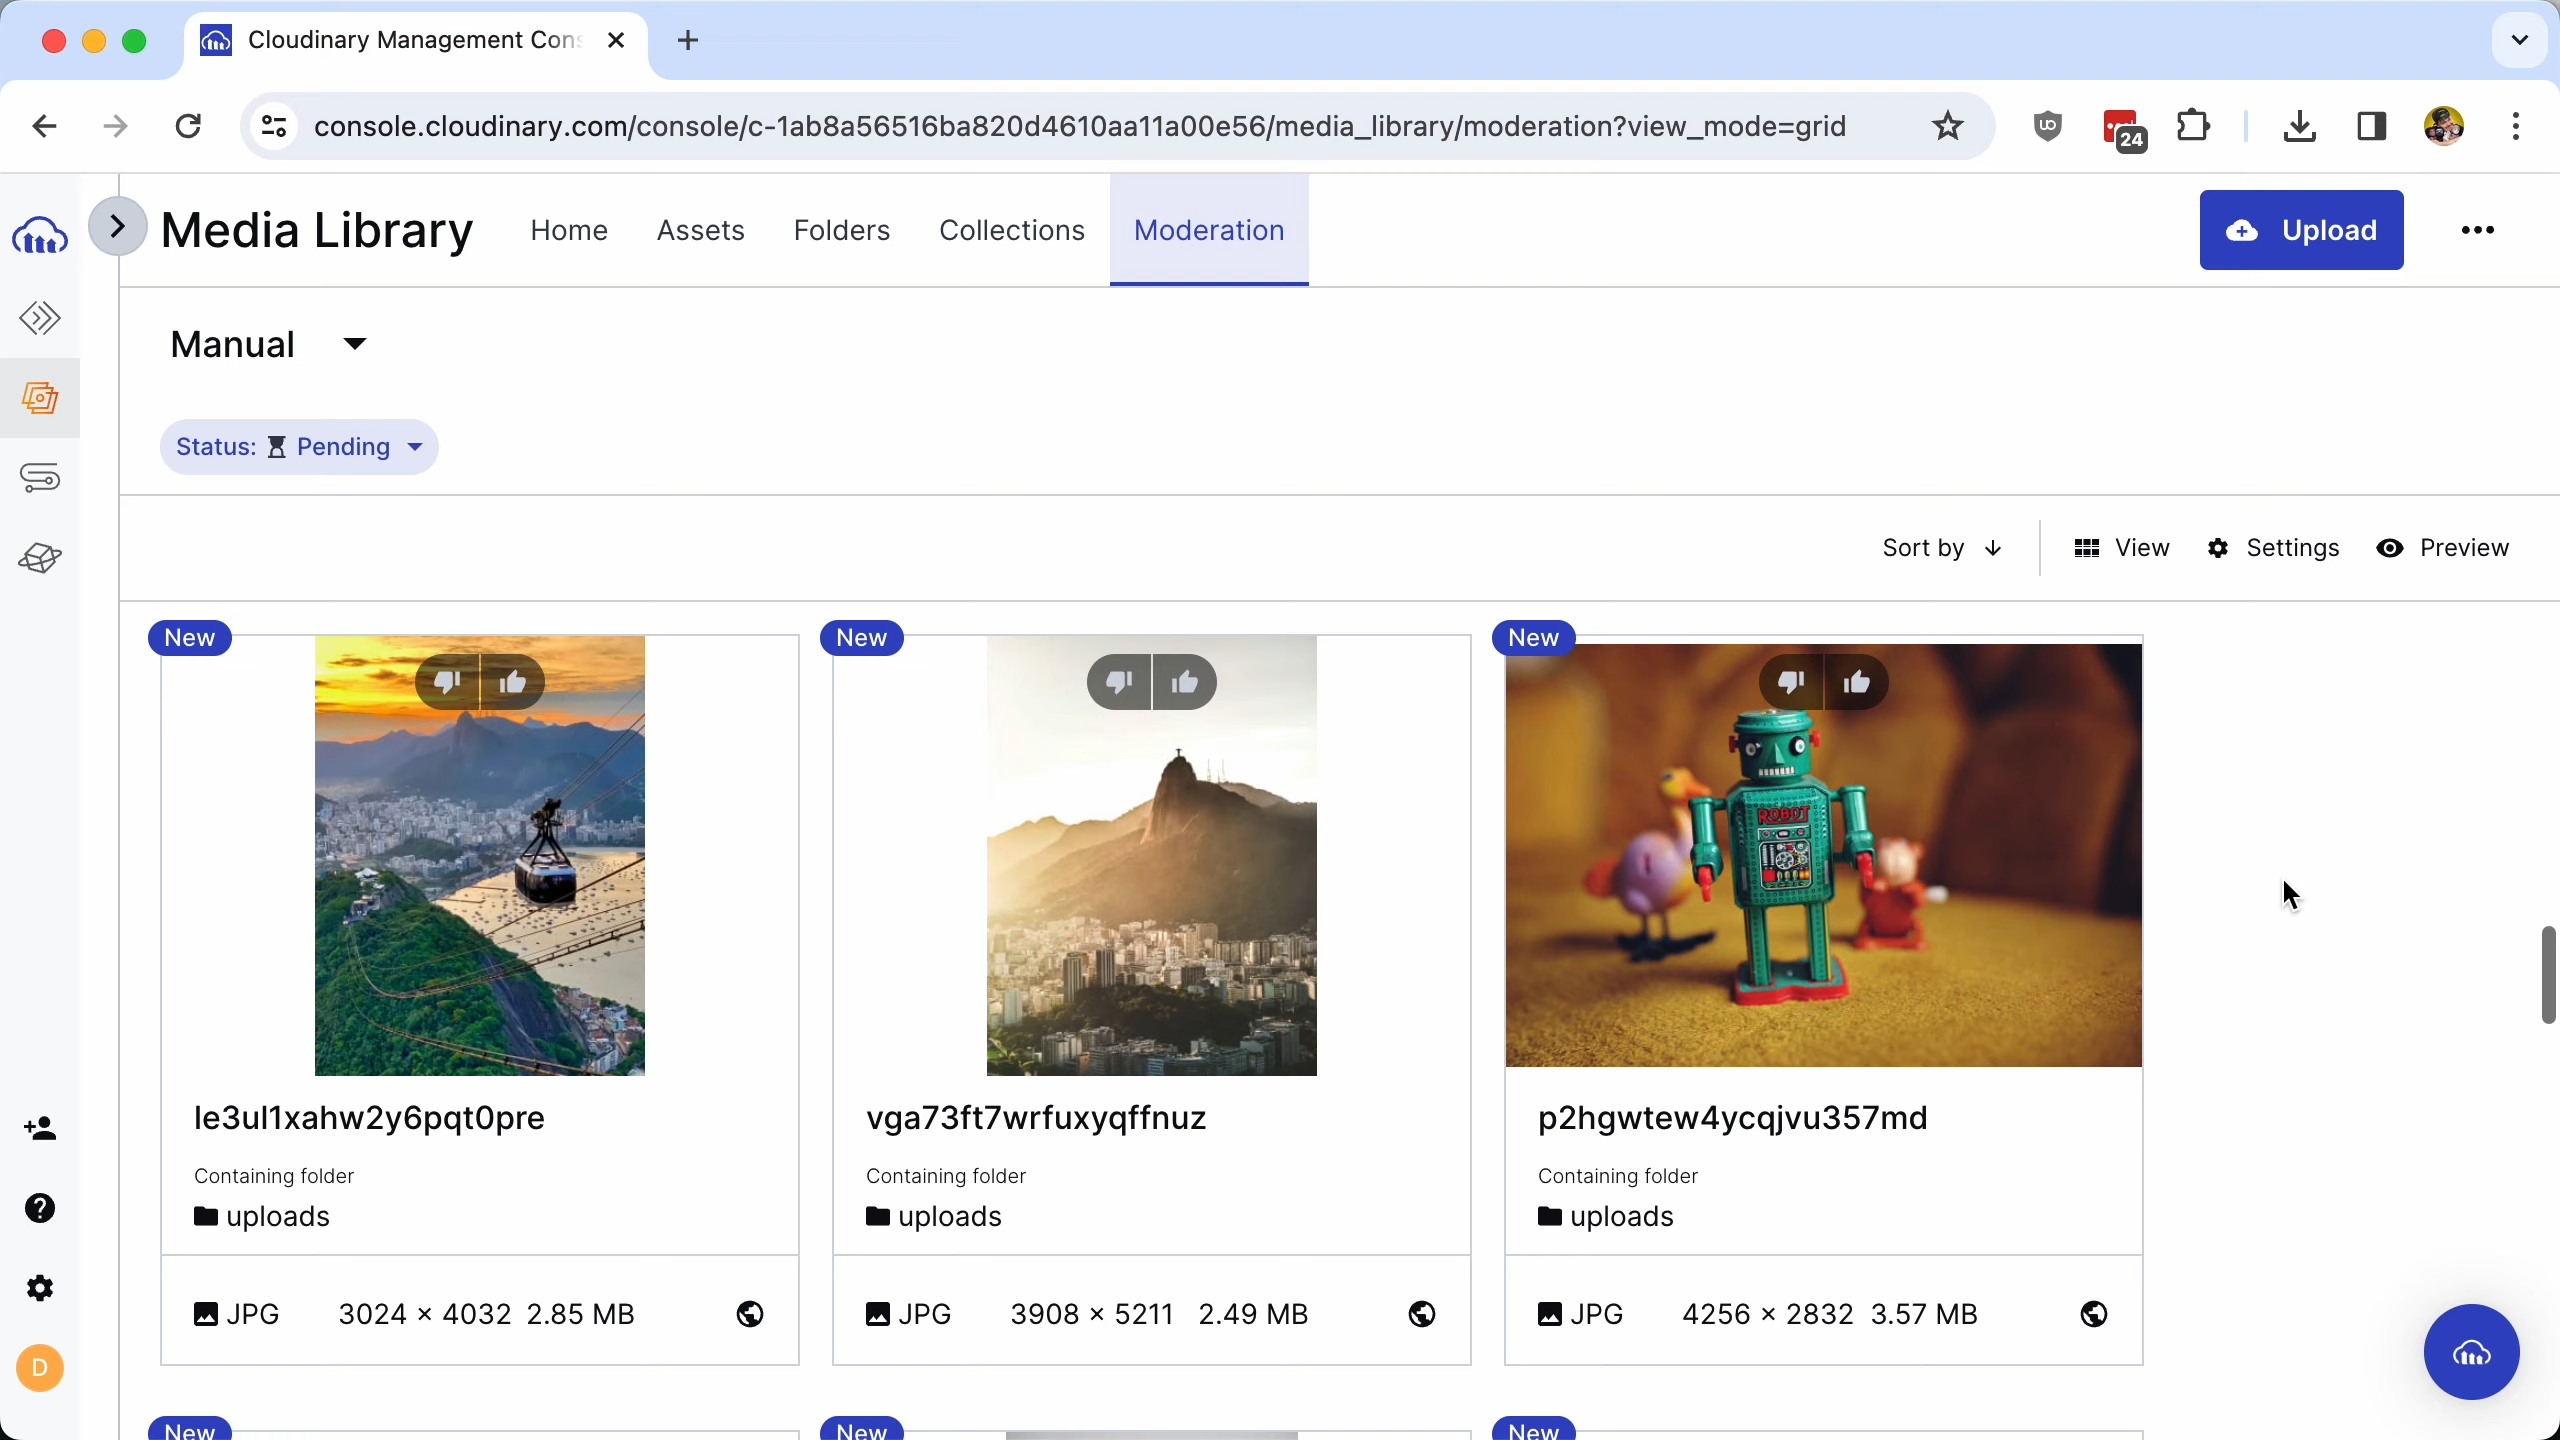 Cloudinary Management Cons
console.cloudinary.com/console/c-1ab8a56516ba820d4610aa11a00e56/media_library/moderation?view_mode=grid
24
Media Library
Home
Assets
Folders
Collections
Moderation
Upload
Manual
Status: Pending
Sort by
View
Settings
Preview
New
New
New
ROBOT
le3ul1xahw2y6pqt0pre
vga73ft7wrfuxyqffnuz
p2hgwtew4ycqjvu357md
Containing folder
Containing folder
Containing folder
uploads
uploads
uploads
JPG 3024 × 4032 2.85 MB
JPG 3908 × 5211 2.49 MB
JPG 4256 × 2832 3.57 MB
D
New
New
New